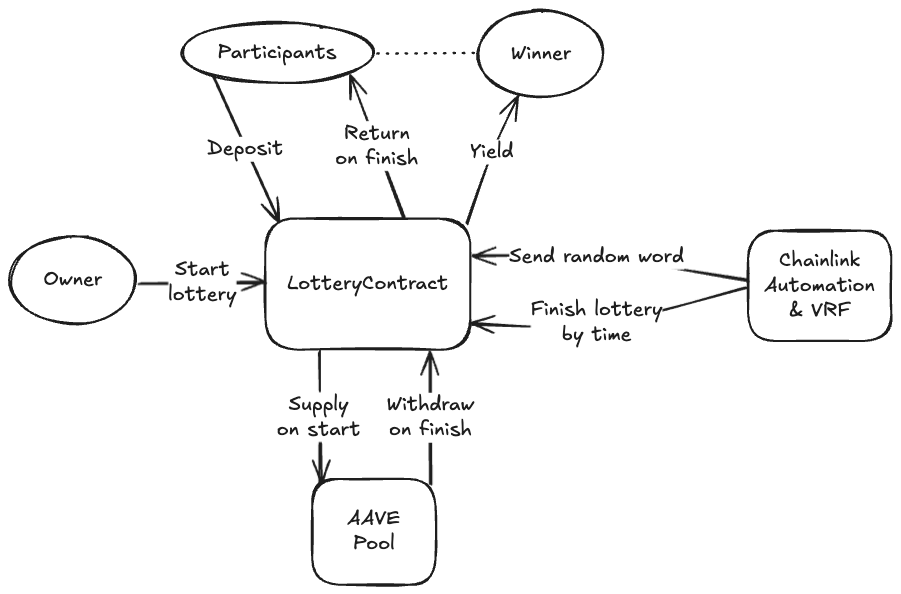 Participants
Winner
Deposit
Return
on finish
Yield
Owner
Start
lottery
LotteryContract
Send random word
Finish lottery
by time
Chainlink
Automation
& VRF
Supply
on start
Withdraw
on finish
AAVE
Pool